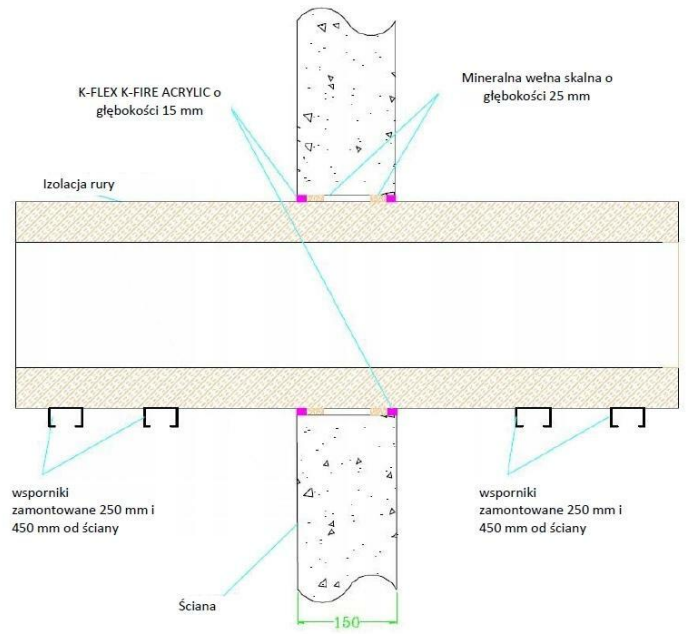 K-FLEX K-FIRE ACRYLIC o
głębokości 15 mm
Mineralna wełna skalna o
głębokości 25 mm
Izolacja rury
wsporniki
zamontowane 250 mm i
450 mm od ściany
wsporniki
zamontowane 250 mm i
450 mm od ściany
Ściana
150